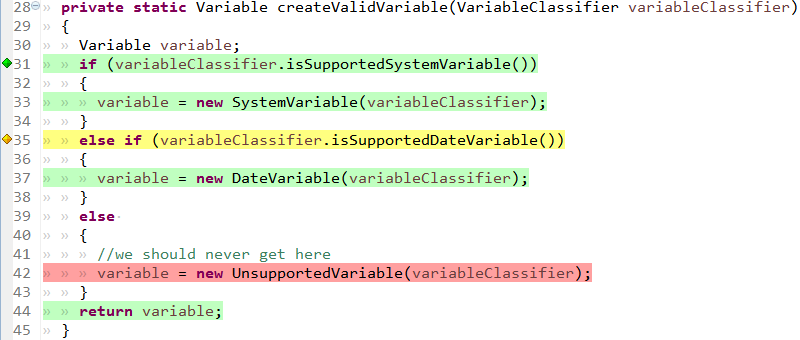 28 private static Variable createValidVariable(VariableClassifier variableClassifier)
29 {
30 Variable variable;
31 if (variableClassifier.isSupportedSystemVariable())
32 {
33 variable = new SystemVariable(variableClassifier);
34 }
35 else if (variableClassifier.isSupportedDateVariable())
36 {
37 variable = new DateVariable(variableClassifier);
38 }
39 else
40 {
41 //we should never get here
42 variable = new UnsupportedVariable(variableClassifier);
43 }
44 return variable;
45 }